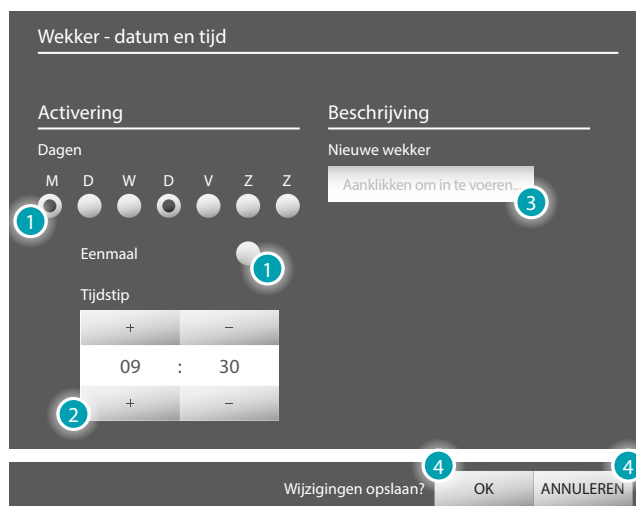 Wekker - datum en tijd
Activering
Dagen
M D W D V Z Z
1
Eenmaal
1
Tijdstip
+ –
09 : 30
+ –
2
Beschrijving
Nieuwe wekker
Aanklikken om in te voeren...
3
Wijzigingen opslaan?
4
OK
ANNULEREN
4